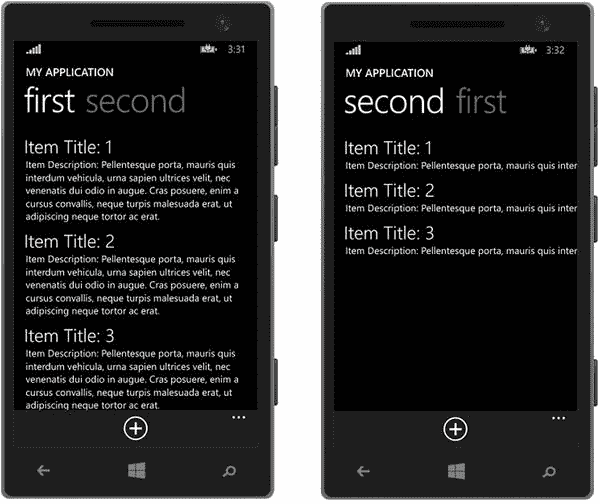 3:31
MY APPLICATION
first second
Item Title: 1
Item Description: Pellentesque porta, mauris quis
interdum vehicula, urna sapien ultrices velit, nec
venenatis dui odio in augue. Cras posuere, enim a
cursus convallis, neque turpis malesuada erat, ut
adipiscing neque tortor ac erat.
Item Title: 2
Item Description: Pellentesque porta, mauris quis
interdum vehicula, urna sapien ultrices velit, nec
venenatis dui odio in augue. Cras posuere, enim a
cursus convallis, neque turpis malesuada erat, ut
adipiscing neque tortor ac erat.
Item Title: 3
Item Description: Pellentesque porta, mauris quis
interdum vehicula, urna sapien ultrices velit, nec
venenatis dui odio in augue. Cras posuere, enim a
cursus convallis, neque turpis malesuada erat, ut
adipiscing neque tortor ac erat.
3:32
MY APPLICATION
second first
Item Title: 1
Item Description: Pellentesque porta, mauris quis inter
Item Title: 2
Item Description: Pellentesque porta, mauris quis inter
Item Title: 3
Item Description: Pellentesque porta, mauris quis inter